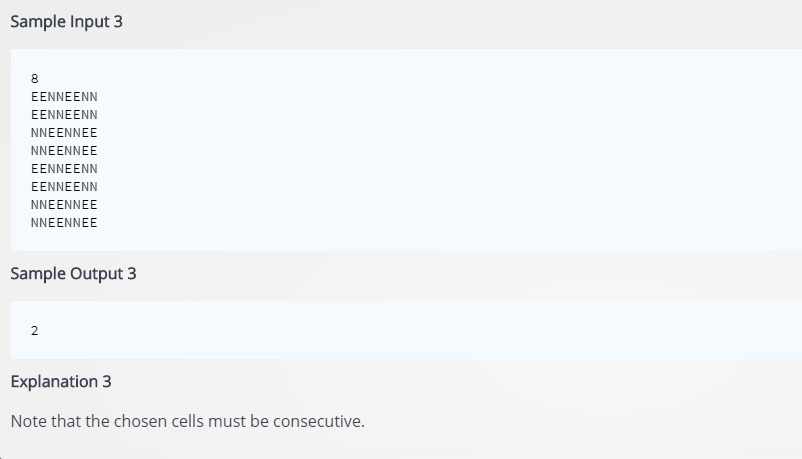 Sample Input 3
8
EENNEENN
EENNEENN
NNEENNEE
NNEENNEE
EENNEENN
EENNEENN
NNEENNEE
NNEENNEE
Sample Output 3
2
Explanation 3
Note that the chosen cells must be consecutive.